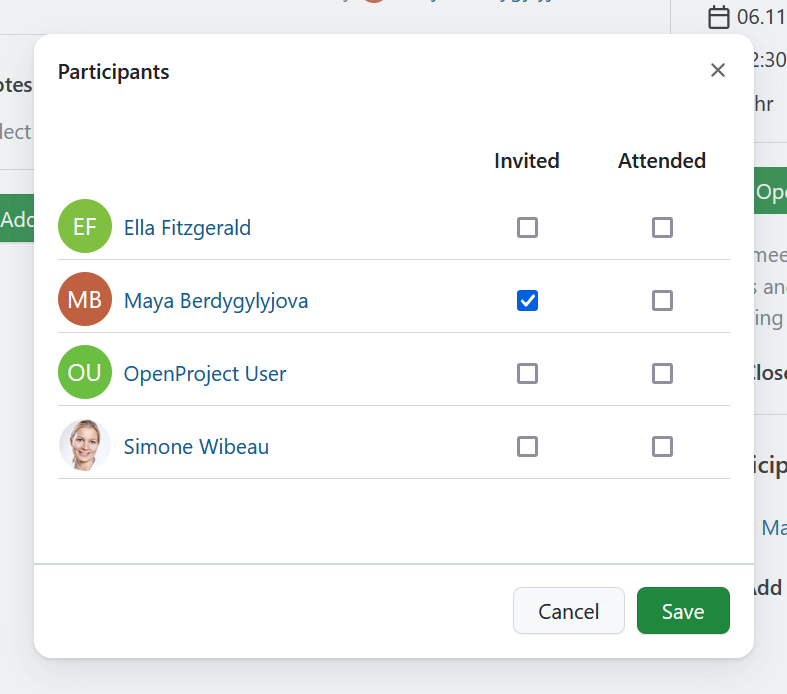 06.11
Participants
2:30
otes
hr
lect
Invited Attended
Add
Ope
EF Ella Fitzgerald
mee
s an
MB Maya Berdygylyjova
ing
OU OpenProject User
Close
Simone Wibeau
icip
Ma
Add
Cancel Save